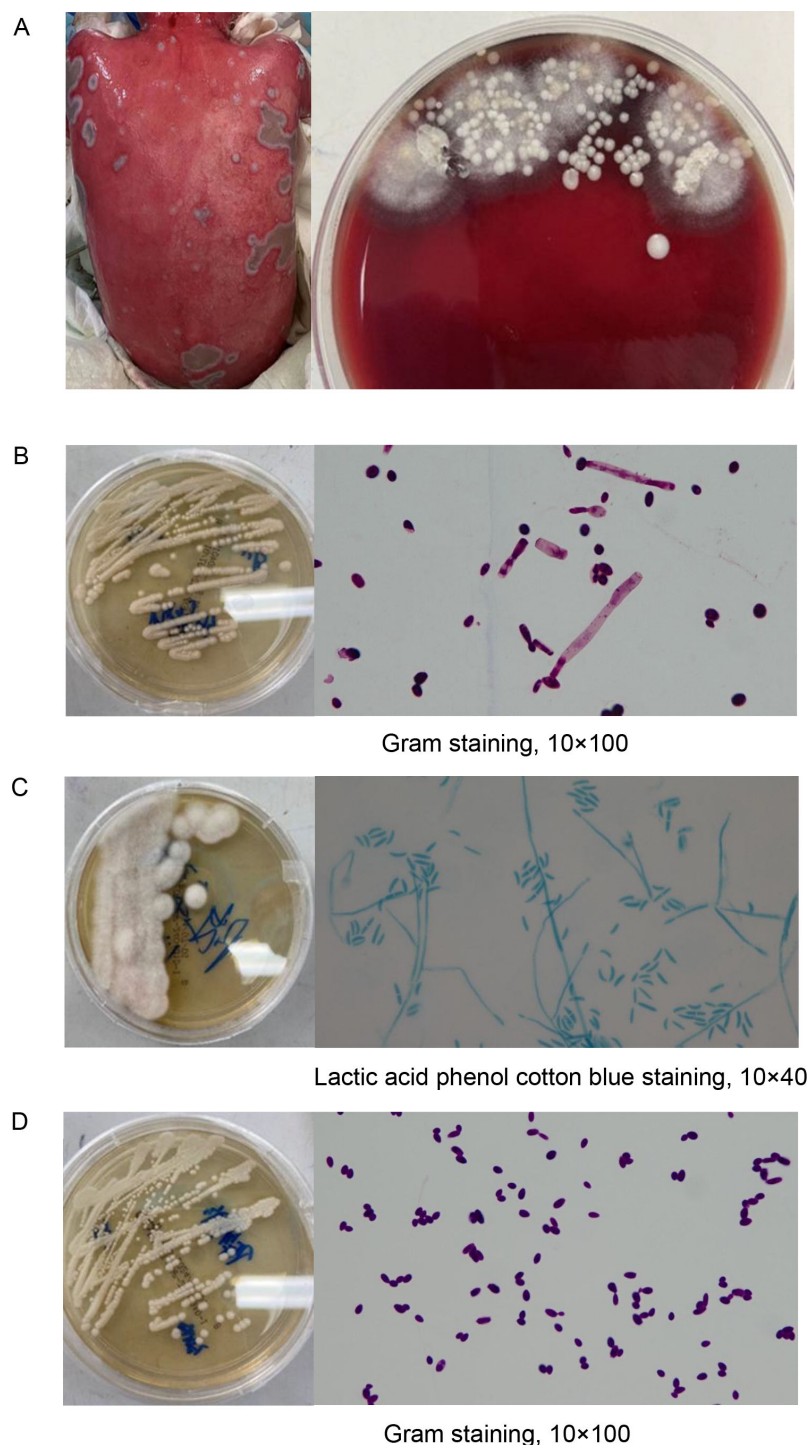 A
B
Gram staining, 10×100
C
Lactic acid phenol cotton blue staining, 10×40
D
Gram staining, 10×100